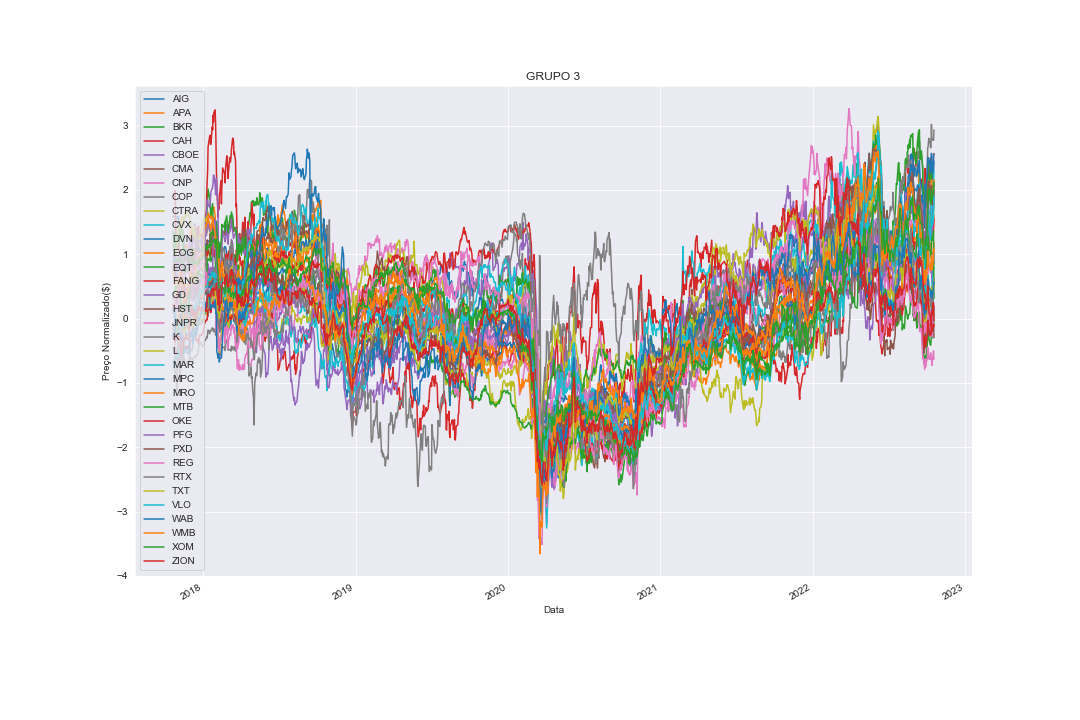 GRUPO 3
AIG
APA
BKR
CAH
CBOE
CMA
CNP
COP
CTRA
CVX
DVN
EOG
EQT
FANG
GD
HST
JNPR
K
L
MAR
MPC
MRO
MTB
OKE
PFG
PXD
REG
RTX
TXT
VLO
WAB
WMB
XOM
ZION
Preço Normalizado($)
3
2
1
0
−1
−2
−3
−4
2018
2019
2020
2021
2022
2023
Data